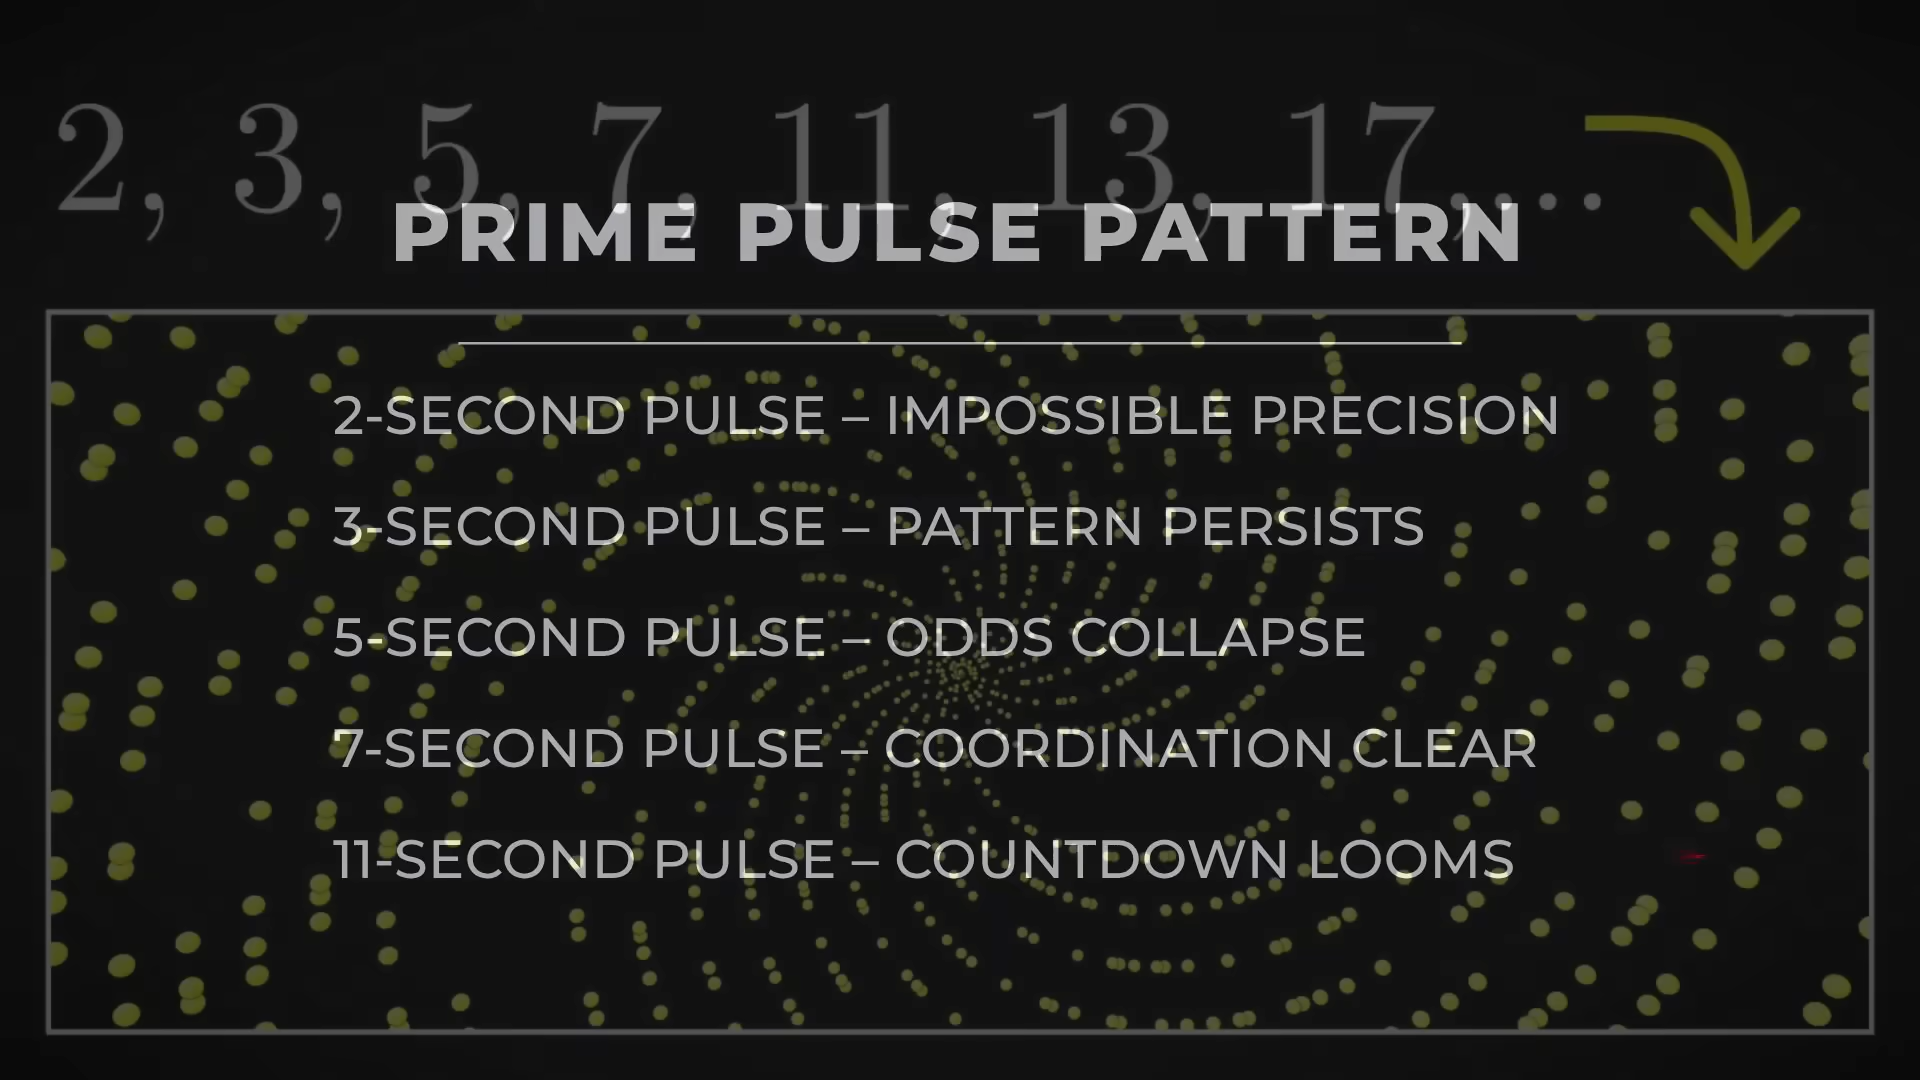 2, 3, 5, 7, 11, 13, 17,...
PRIME PULSE PATTERN
2-SECOND PULSE – IMPOSSIBLE PRECISION
3-SECOND PULSE – PATTERN PERSISTS
5-SECOND PULSE – ODDS COLLAPSE
7-SECOND PULSE – COORDINATION CLEAR
11-SECOND PULSE – COUNTDOWN LOOMS